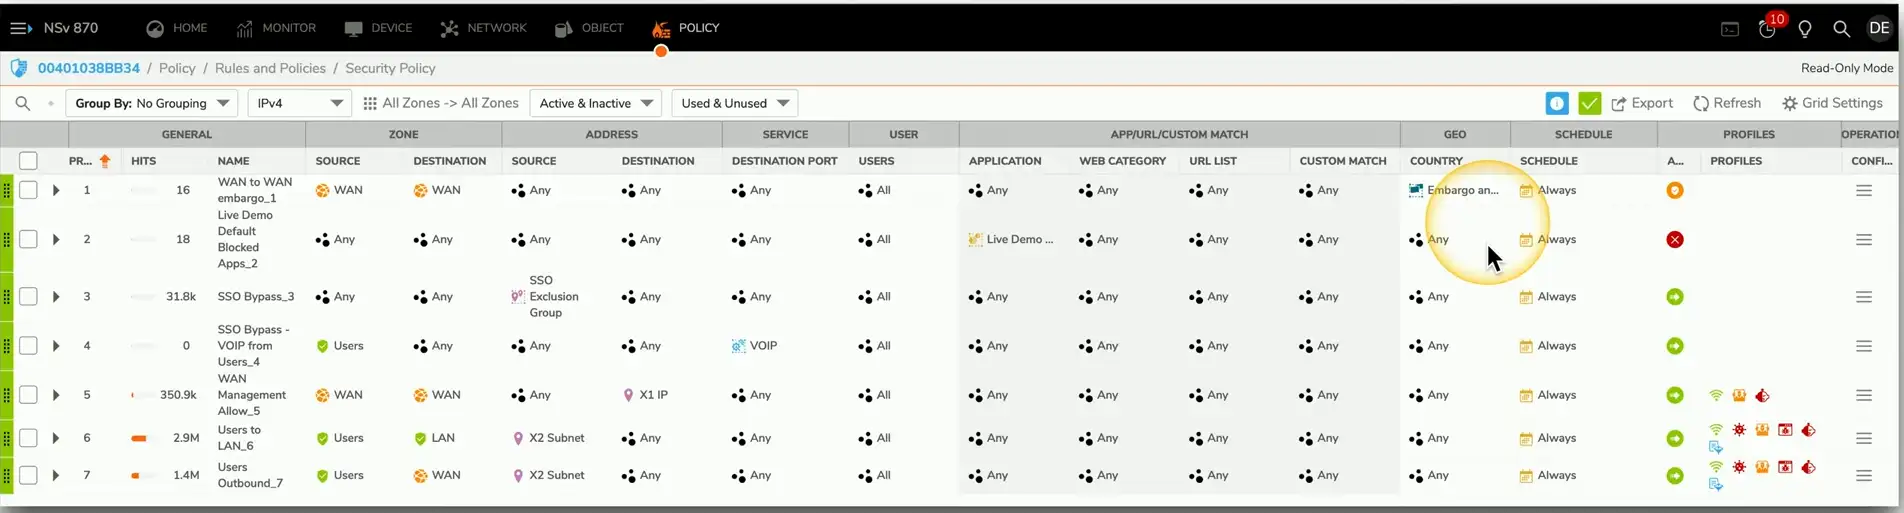 NSv 870 HOME MONITOR DEVICE NETWORK OBJECT POLICY 10 DE
00401038BB34 / Policy / Rules and Policies / Security Policy Read-Only Mode
Group By: No Grouping IPv4 All Zones -> All Zones Active & Inactive Used & Unused Export Refresh Grid Settings
GENERAL ZONE ADDRESS SERVICE USER APP/URL/CUSTOM MATCH GEO SCHEDULE PROFILES OPERATION
PR... HITS NAME SOURCE DESTINATION SOURCE DESTINATION DESTINATION PORT USERS APPLICATION WEB CATEGORY URL LIST CUSTOM MATCH COUNTRY SCHEDULE A... PROFILES CONFI...
1 16 WAN to WAN embargo_1 WAN WAN Any Any Any All Any Any Any Any Embargo an... Always
2 18 Live Demo Default Blocked Apps_2 Any Any Any Any Any All Live Demo ... Any Any Any Any Always
3 31.8k SSO Bypass_3 Any Any SSO Exclusion Group Any Any All Any Any Any Any Any Always
4 0 SSO Bypass - VOIP from Users_4 Users Any Any Any VOIP All Any Any Any Any Any Always
5 350.9k WAN Management Allow_5 WAN WAN Any X1 IP Any All Any Any Any Any Any Always
6 2.9M Users to LAN_6 Users LAN X2 Subnet Any Any All Any Any Any Any Any Always
7 1.4M Users Outbound_7 Users WAN X2 Subnet Any Any All Any Any Any Any Any Always